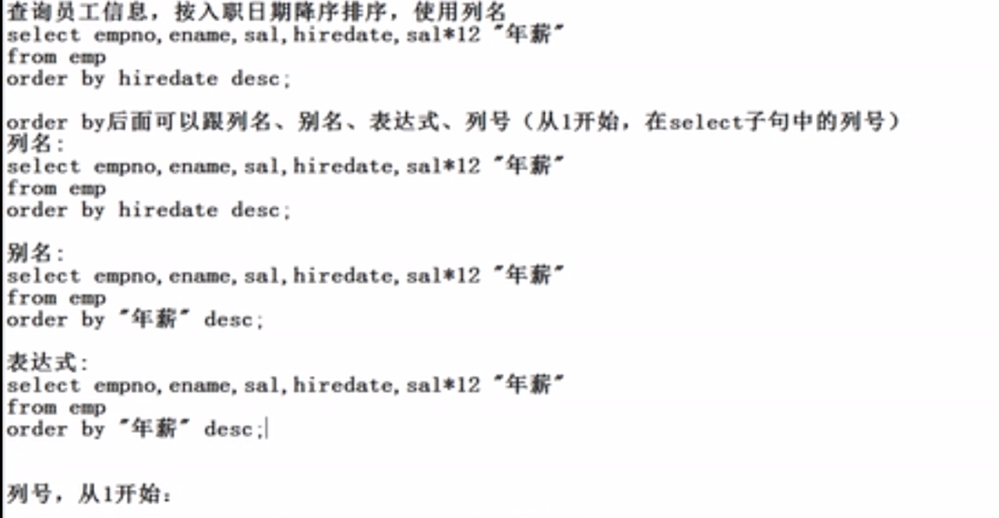 查询员工信息，按入职日期降序排序，使用列名
select empno,ename,sal,hiredate,sal*12 "年薪"
from emp
order by hiredate desc;
order by后面可以跟列名、别名、表达式、列号（从1开始，在select子句中的列号）
列名：
select empno,ename,sal,hiredate,sal*12 "年薪"
from emp
order by hiredate desc;
别名：
select empno,ename,sal,hiredate,sal*12 "年薪"
from emp
order by "年薪" desc;
表达式：
select empno,ename,sal,hiredate,sal*12 "年薪"
from emp
order by "年薪" desc;
列号，从1开始：